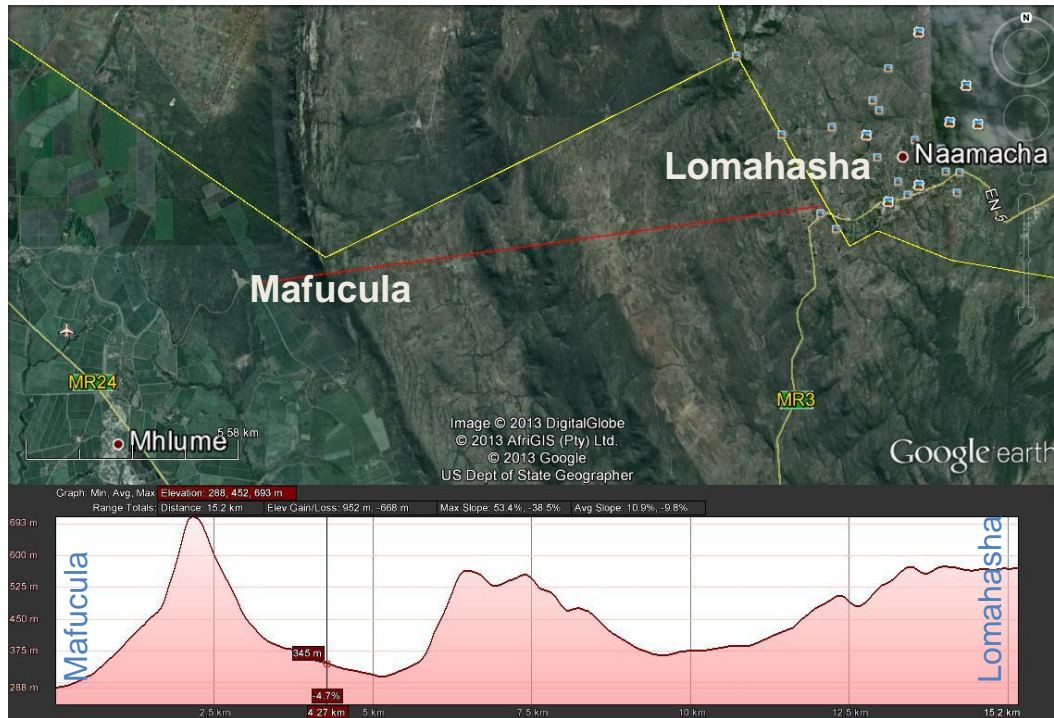 N
Lomahasha
Naamacha
EN 5
Mafucula
MR24
MR3
5.58 km
Mhlume
Image © 2013 DigitalGlobe
© 2013 AfriGIS (Pty) Ltd.
© 2013 Google
US Dept of State Geographer
Google earth
Graph: Min, Avg, Max Elevation: 288, 452, 693 m
Range Totals: Distance: 15.2 km Elev Gain/Loss: 952 m, -668 m Max Slope: 53.4%, -38.5% Avg Slope: 10.9%, -9.8%
693 m
600 m
525 m
450 m
375 m
288 m
Mafucula
Lomahasha
345 m
-4.7%
2.5 km 4.27 km 5 km 7.5 km 10 km 12.5 km 15.2 km